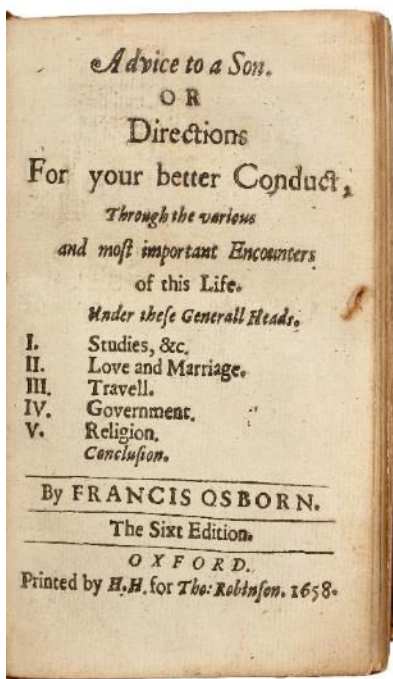 Advice to a Son.
OR
Directions
For your better Conduct,
Through the various
and moſt important Encounters
of this Life.
Under theſe Generall Heads.
I. Studies, &c.
II. Love and Marriage.
III. Travell.
IV. Government.
V. Religion.
Concluſion.
By FRANCIS OSBORN.
The Sixt Edition.
OXFORD.
Printed by H.H. for Tho: Robinſon. 1658.